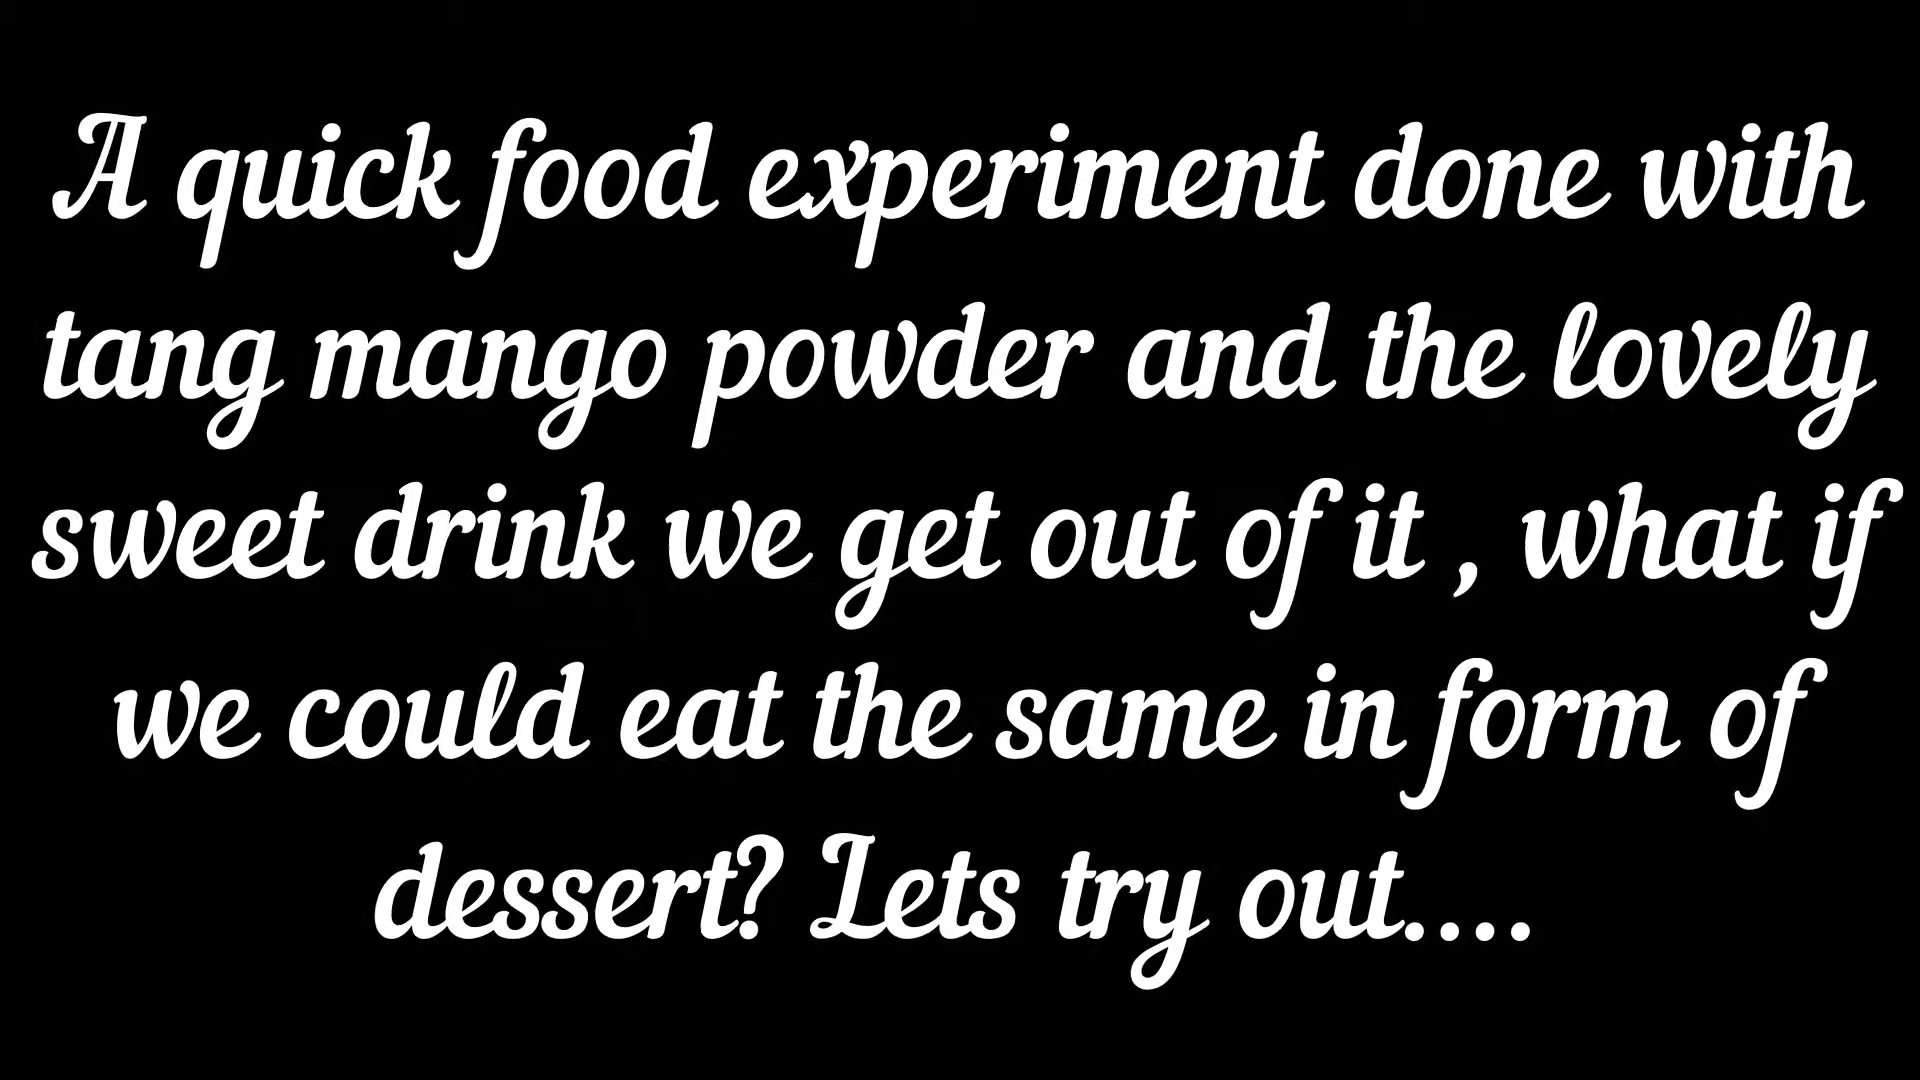 A quick food experiment done with
tang mango powder and the lovely
sweet drink we get out of it , what if
we could eat the same in form of
dessert? Lets try out....